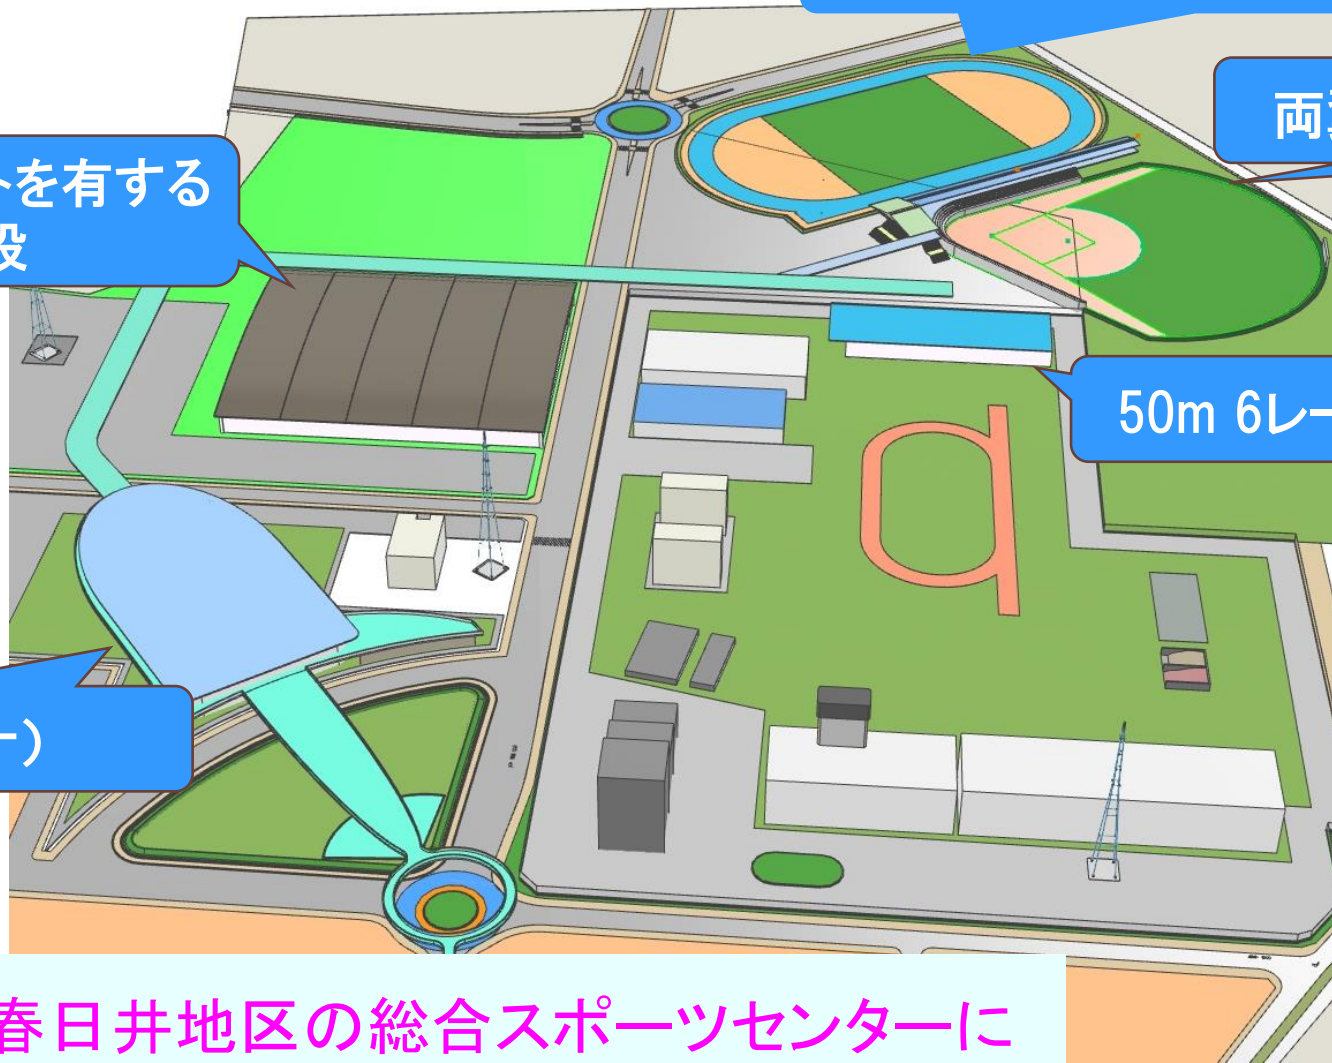 両
トを有する
設
50m 6レー
ー）
春日井地区の総合スポーツセンターに